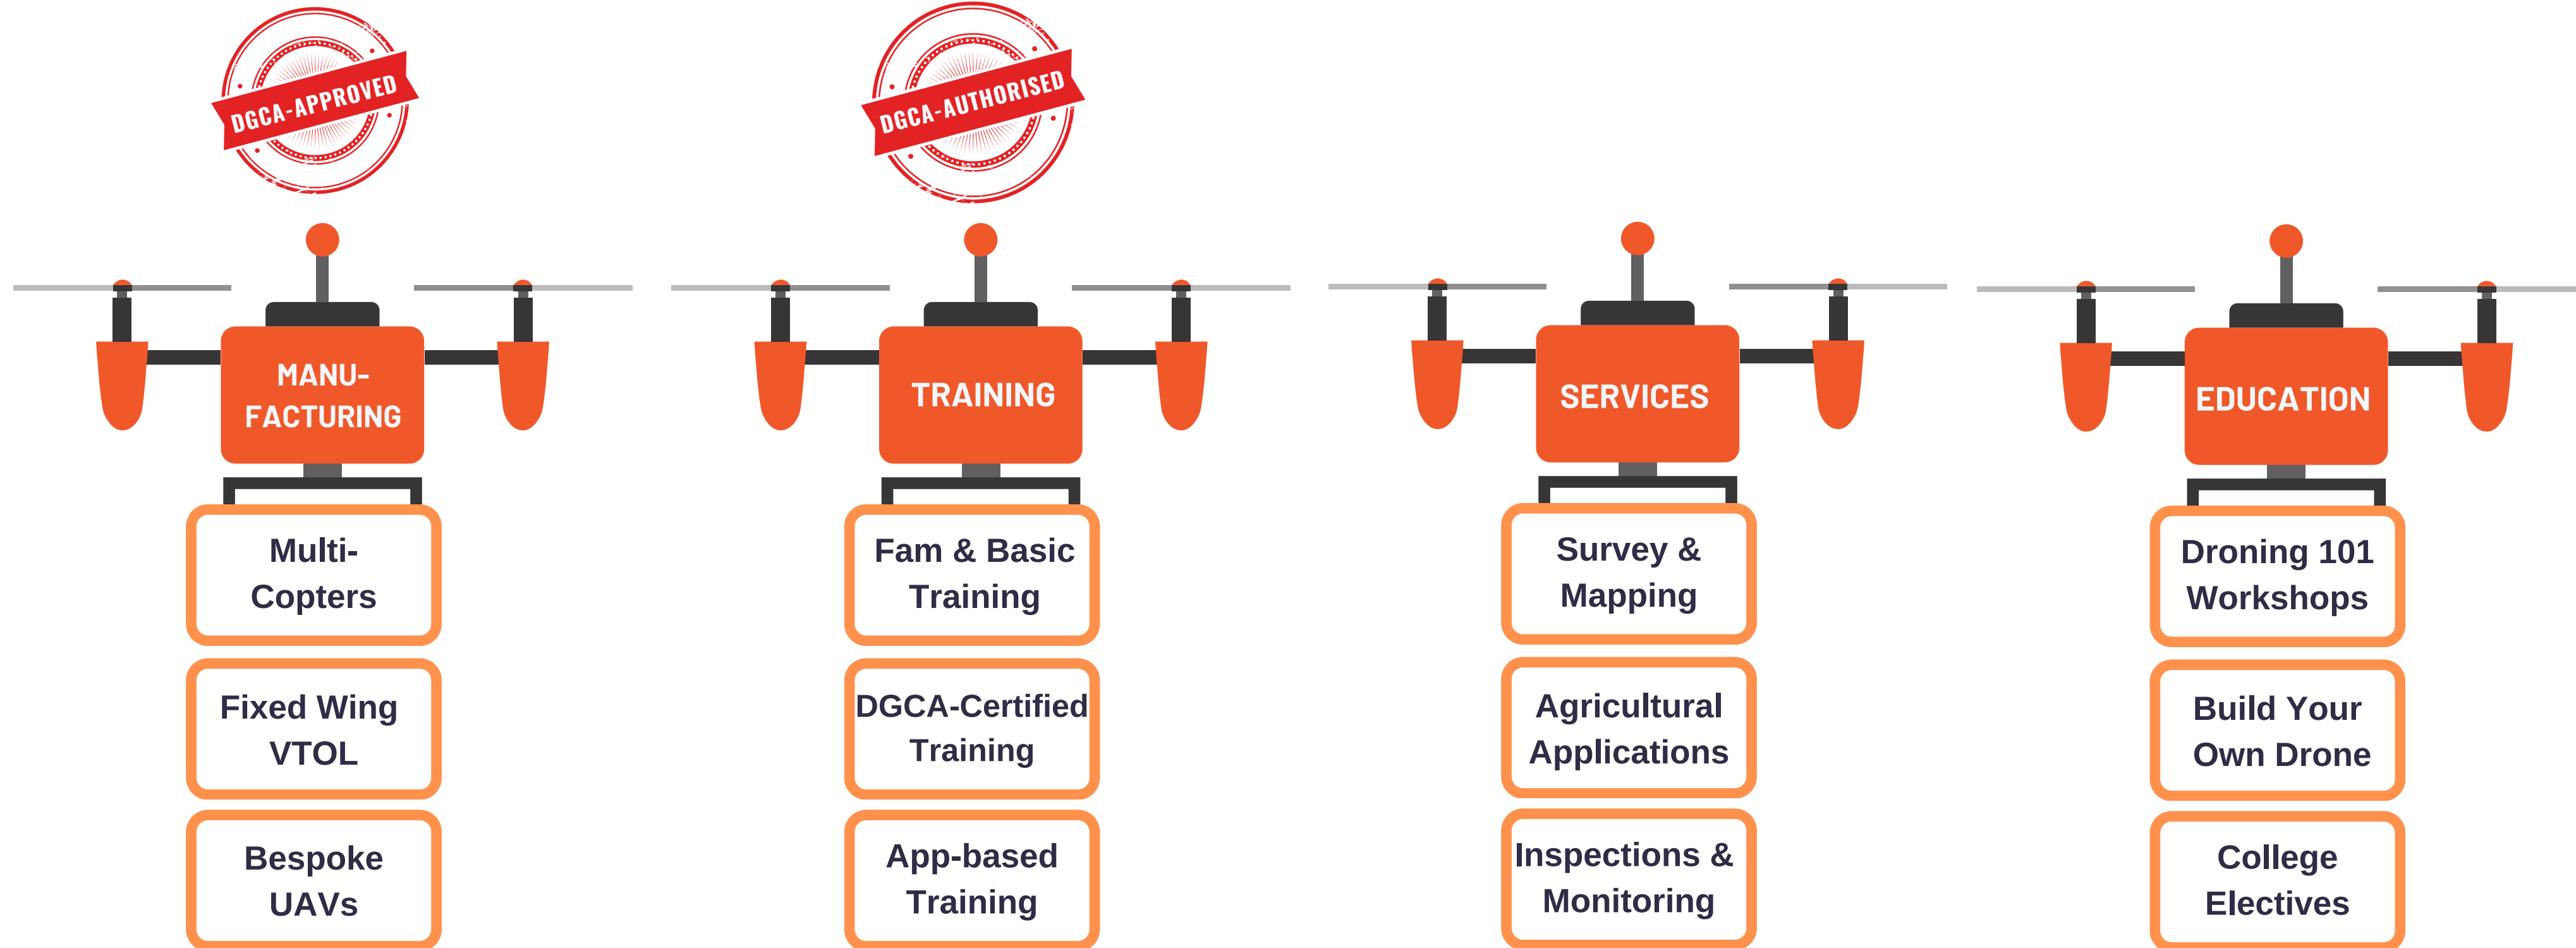 DGCA-APPROVED
MANU-
FACTURING
Multi-
Copters
Fixed Wing
VTOL
Bespoke
UAVs
DGCA-AUTHORISED
TRAINING
Fam & Basic
Training
DGCA-Certified
Training
App-based
Training
SERVICES
Survey &
Mapping
Agricultural
Applications
Inspections &
Monitoring
EDUCATION
Droning 101
Workshops
Build Your
Own Drone
College
Electives